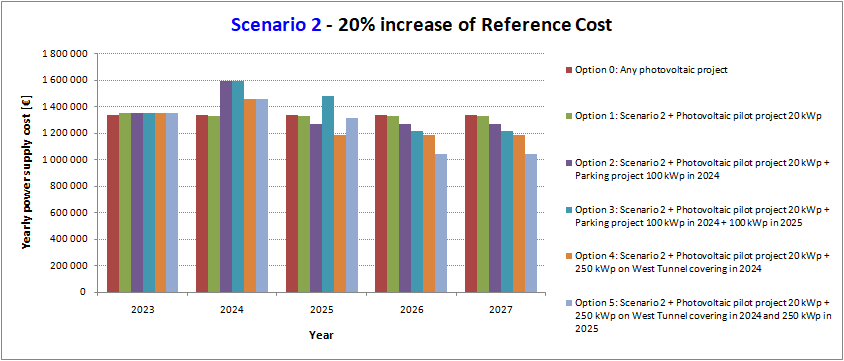 Scenario 2 - 20% increase of Reference Cost
Yearly power supply cost [€]
1 800 000
1 600 000
1 400 000
1 200 000
1 000 000
800 000
600 000
400 000
200 000
0
2023
2024
2025
2026
2027
Year
Option 0: Any photovoltaic project
Option 1: Scenario 2 + Photovoltaic pilot project 20 kWp
Option 2: Scenario 2 + Photovoltaic pilot project 20 kWp +
Parking project 100 kWp in 2024
Option 3: Scenario 2 + Photovoltaic pilot project 20 kWp +
Parking project 100 kWp in 2024 + 100 kWp in 2025
Option 4: Scenario 2 + Photovoltaic pilot project 20 kWp +
250 kWp on West Tunnel covering in 2024
Option 5: Scenario 2 + Photovoltaic pilot project 20 kWp +
250 kWp on West Tunnel covering in 2024 and 250 kWp in
2025